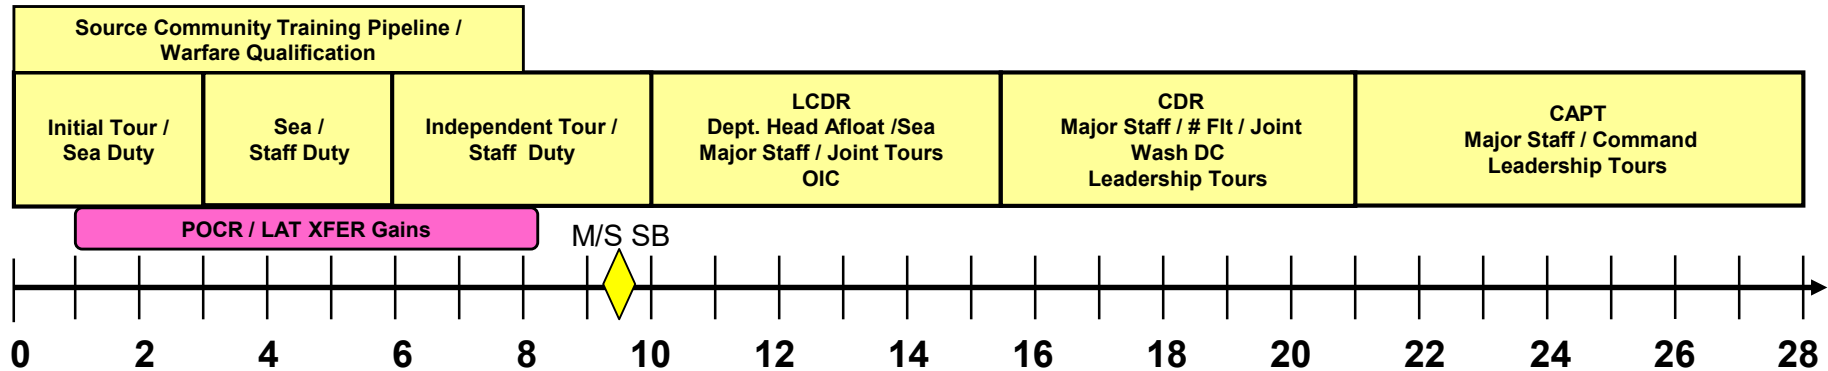 Source Community Training Pipeline /
Warfare Qualification
Initial Tour /
Sea Duty
Sea /
Staff Duty
Independent Tour /
Staff Duty
LCDR
Dept. Head Afloat /Sea
Major Staff / Joint Tours
OIC
CDR
Major Staff / # Flt / Joint
Wash DC
Leadership Tours
CAPT
Major Staff / Command
Leadership Tours
POCR / LAT XFER Gains
M/S SB
0 2 4 6 8 10 12 14 16 18 20 22 24 26 28